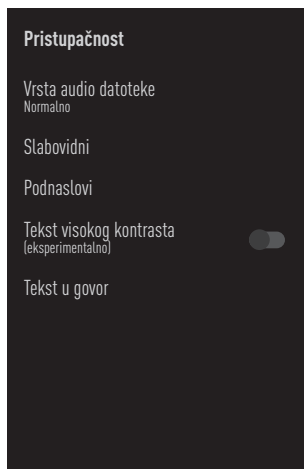 Pristupačnost
Vrsta audio datoteke
Normalno
Slabovidni
Podnaslovi
Tekst visokog kontrasta
(eksperimentalno)
Tekst u govor